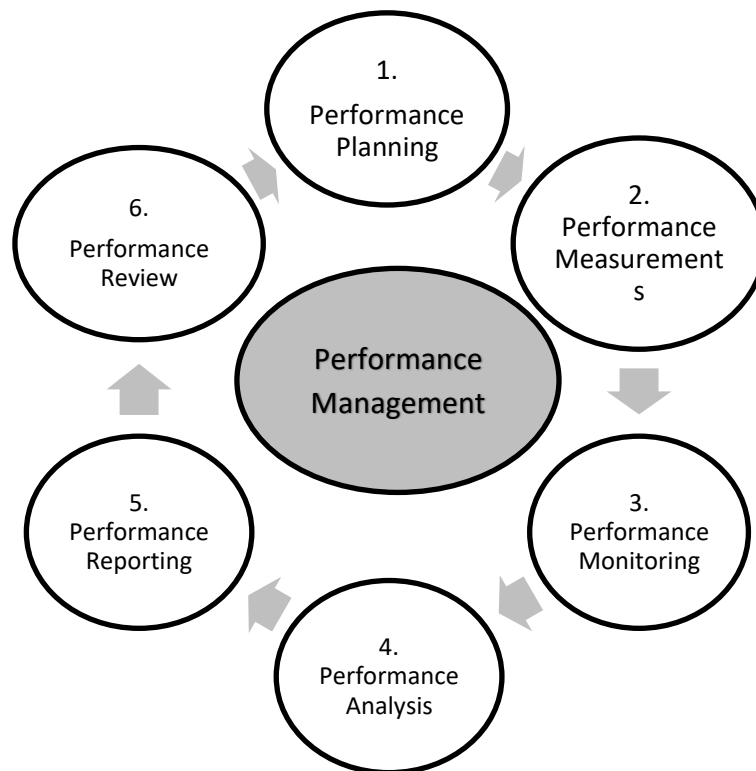 1.
Performance
Planning
2.
Performance
Measurement
s
3.
Performance
Monitoring
4.
Performance
Analysis
5.
Performance
Reporting
6.
Performance
Review
Performance
Management